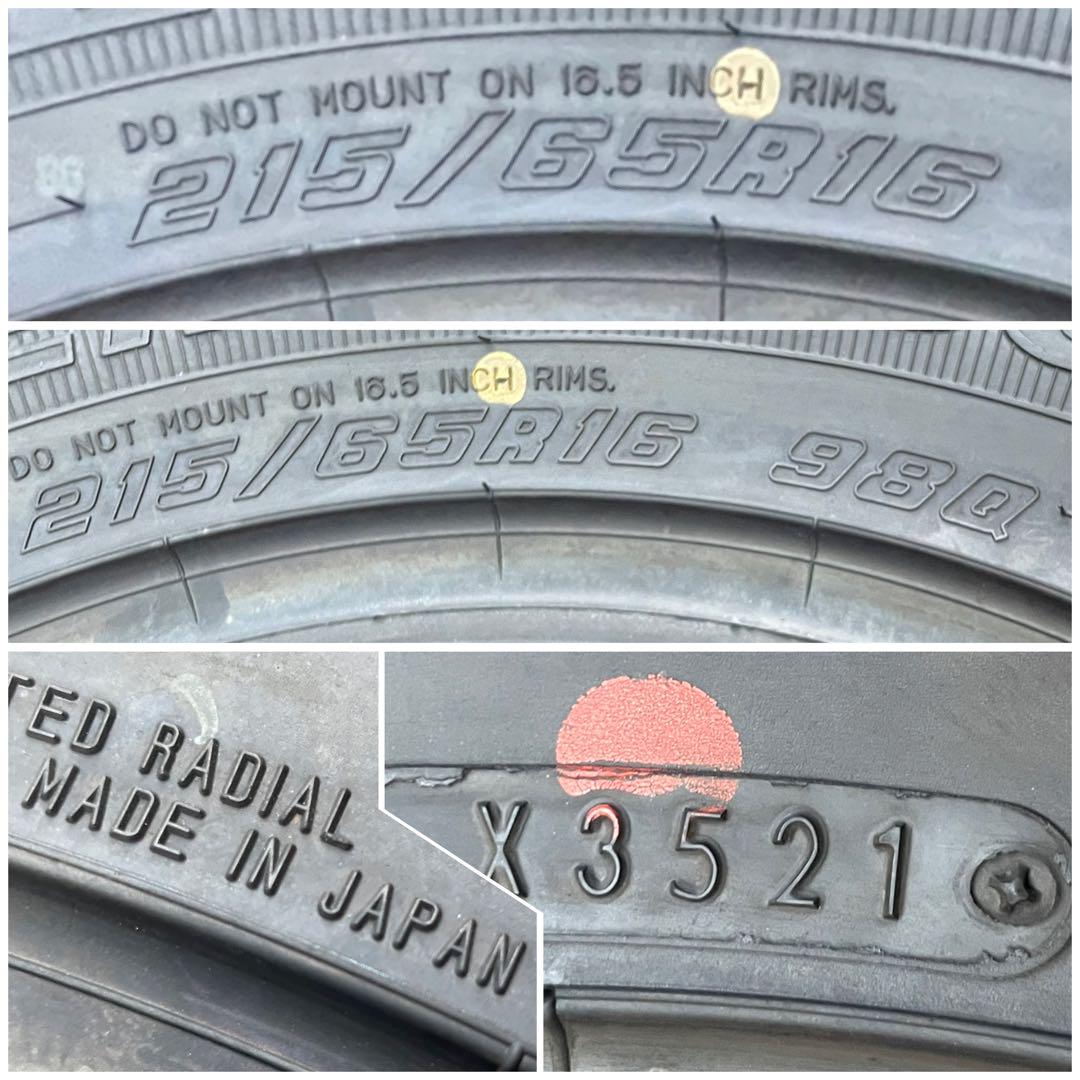 DO NOT MOUNT ON 16.5 INCH RIMS.
215/65R16
DO NOT MOUNT ON 16.5 INCH RIMS.
215/65R16 98Q
TED RADIAL
MADE IN JAPAN
X3521